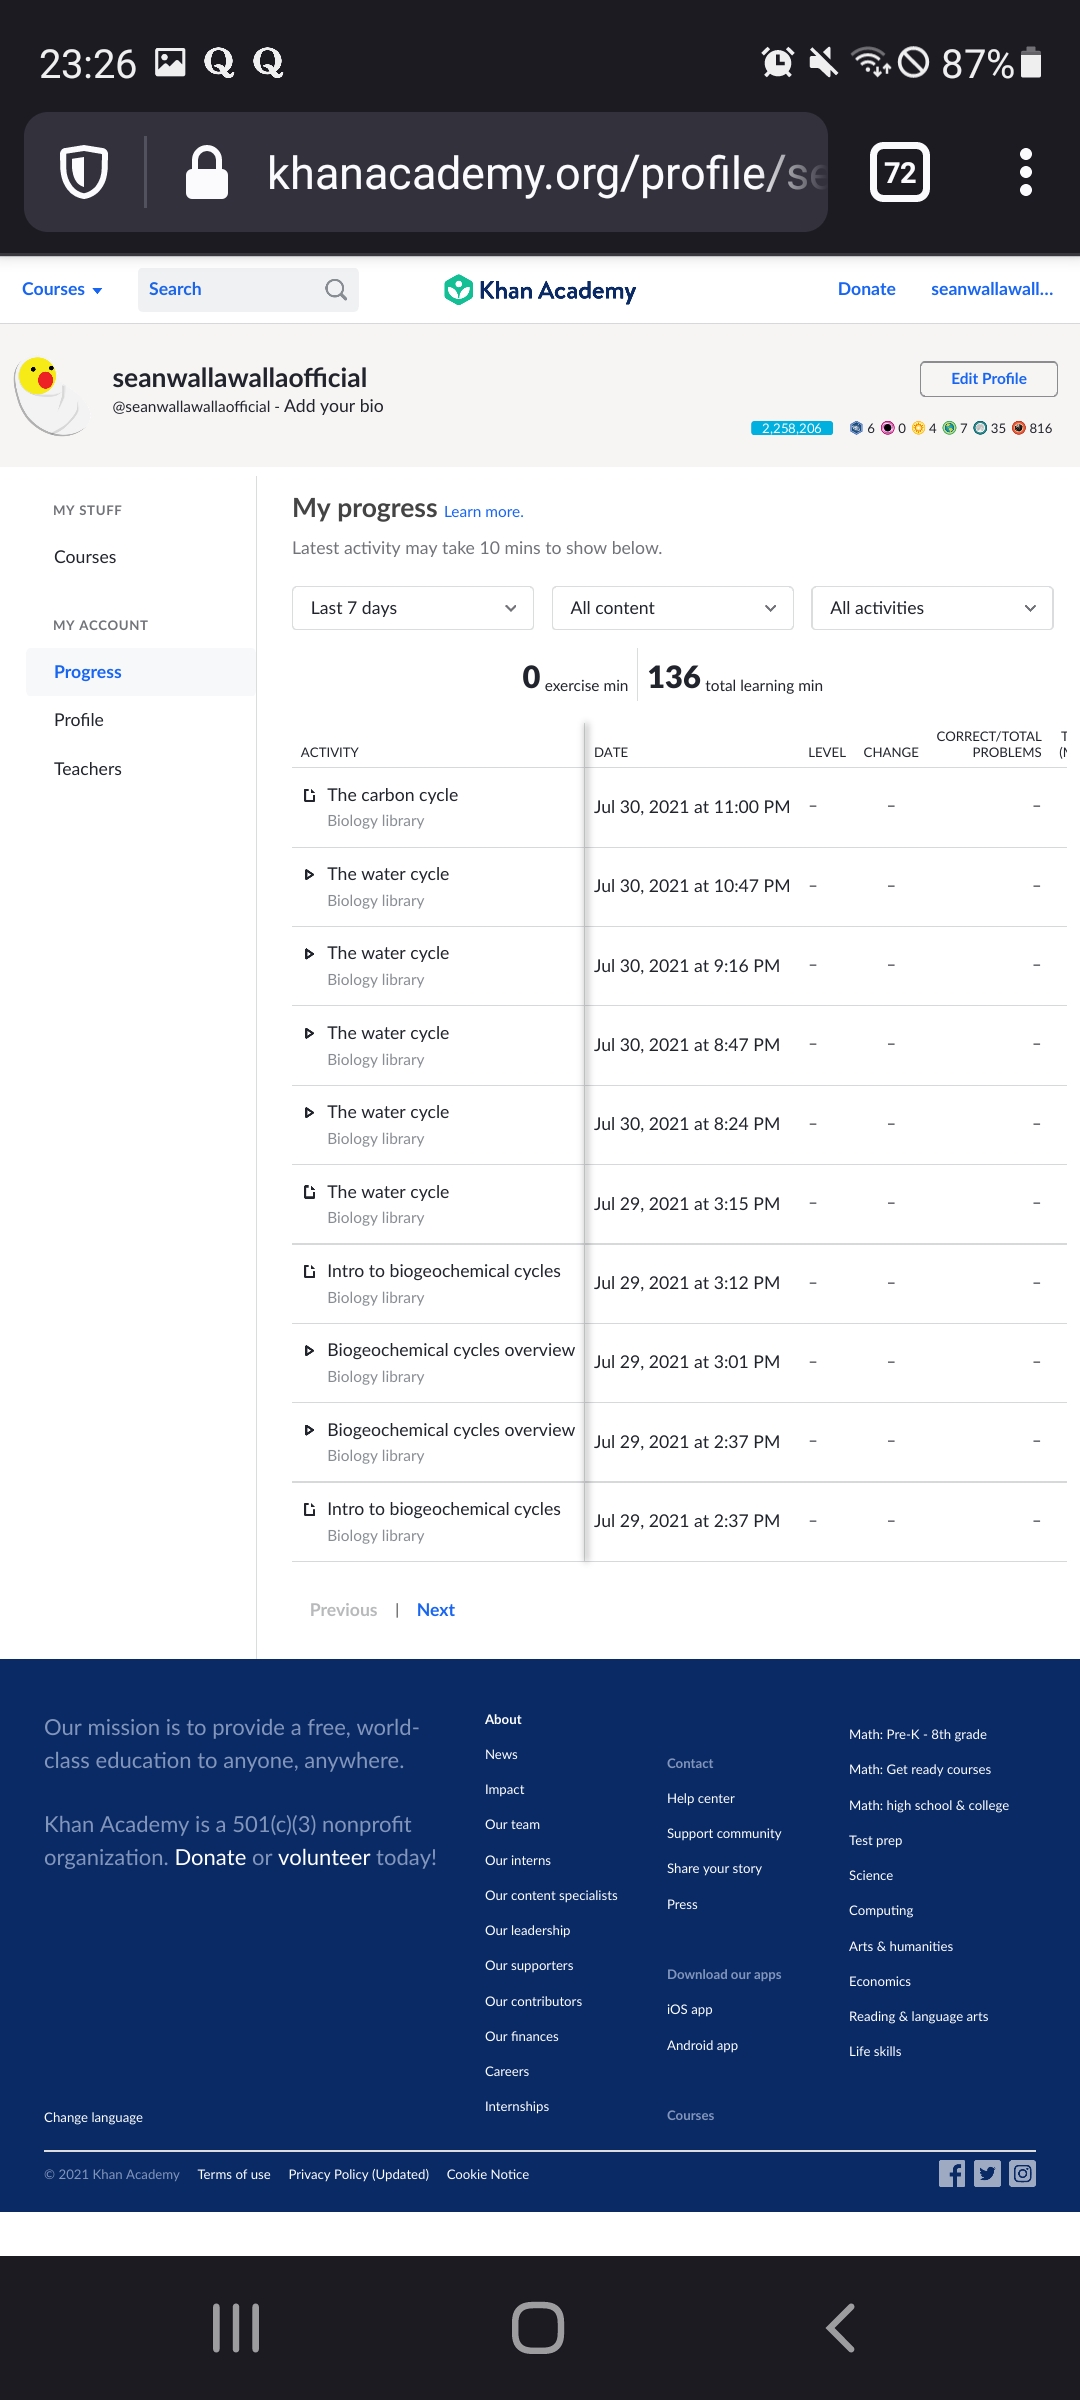 23:26
87%
khanacademy.org/profile/se
72
Courses
Search
Khan Academy
Donate
seanwallawall...
seanwallawallaofficial
@seanwallawallaofficial - Add your bio
Edit Profile
2,258,206 6 0 4 7 35 816
MY STUFF
Courses
MY ACCOUNT
Progress
Profile
Teachers
My progress Learn more.
Latest activity may take 10 mins to show below.
Last 7 days
All content
All activities
0 exercise min
136 total learning min
ACTIVITY DATE LEVEL CHANGE CORRECT/TOTAL PROBLEMS T (M
The carbon cycle
Biology library
Jul 30, 2021 at 11:00 PM – – –
The water cycle
Biology library
Jul 30, 2021 at 10:47 PM – – –
The water cycle
Biology library
Jul 30, 2021 at 9:16 PM – – –
The water cycle
Biology library
Jul 30, 2021 at 8:47 PM – – –
The water cycle
Biology library
Jul 30, 2021 at 8:24 PM – – –
The water cycle
Biology library
Jul 29, 2021 at 3:15 PM – – –
Intro to biogeochemical cycles
Biology library
Jul 29, 2021 at 3:12 PM – – –
Biogeochemical cycles overview
Biology library
Jul 29, 2021 at 3:01 PM – – –
Biogeochemical cycles overview
Biology library
Jul 29, 2021 at 2:37 PM – – –
Intro to biogeochemical cycles
Biology library
Jul 29, 2021 at 2:37 PM – – –
Previous | Next
Our mission is to provide a free, world-
class education to anyone, anywhere.
Khan Academy is a 501(c)(3) nonprofit
organization. Donate or volunteer today!
About
News
Impact
Our team
Our interns
Our content specialists
Our leadership
Our supporters
Our contributors
Our finances
Careers
Internships
Contact
Help center
Support community
Share your story
Press
Download our apps
iOS app
Android app
Courses
Math: Pre-K - 8th grade
Math: Get ready courses
Math: high school & college
Test prep
Science
Computing
Arts & humanities
Economics
Reading & language arts
Life skills
Change language
© 2021 Khan Academy Terms of use Privacy Policy (Updated) Cookie Notice